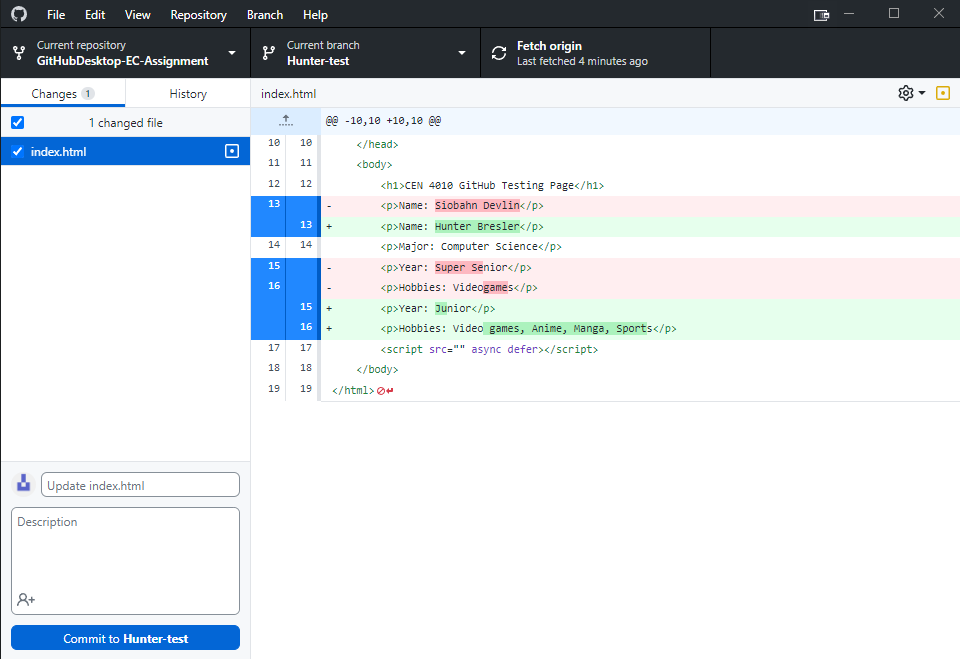 File Edit View Repository Branch Help
Current repository
GitHubDesktop-EC-Assignment
Current branch
Hunter-test
Fetch origin
Last fetched 4 minutes ago
Changes 1 History
index.html
1 changed file
index.html
@@ -10,10 +10,10 @@
10 10 </head>
11 11 <body>
12 12 <h1>CEN 4010 GitHub Testing Page</h1>
13 - <p>Name: Siobahn Devlin</p>
13 + <p>Name: Hunter Bresler</p>
14 14 <p>Major: Computer Science</p>
15 - <p>Year: Super Senior</p>
16 - <p>Hobbies: Videogames</p>
15 + <p>Year: Junior</p>
16 + <p>Hobbies: Video games, Anime, Manga, Sports</p>
17 17 <script src="" async defer></script>
18 18 </body>
19 19 </html>
Update index.html
Description
Commit to Hunter-test